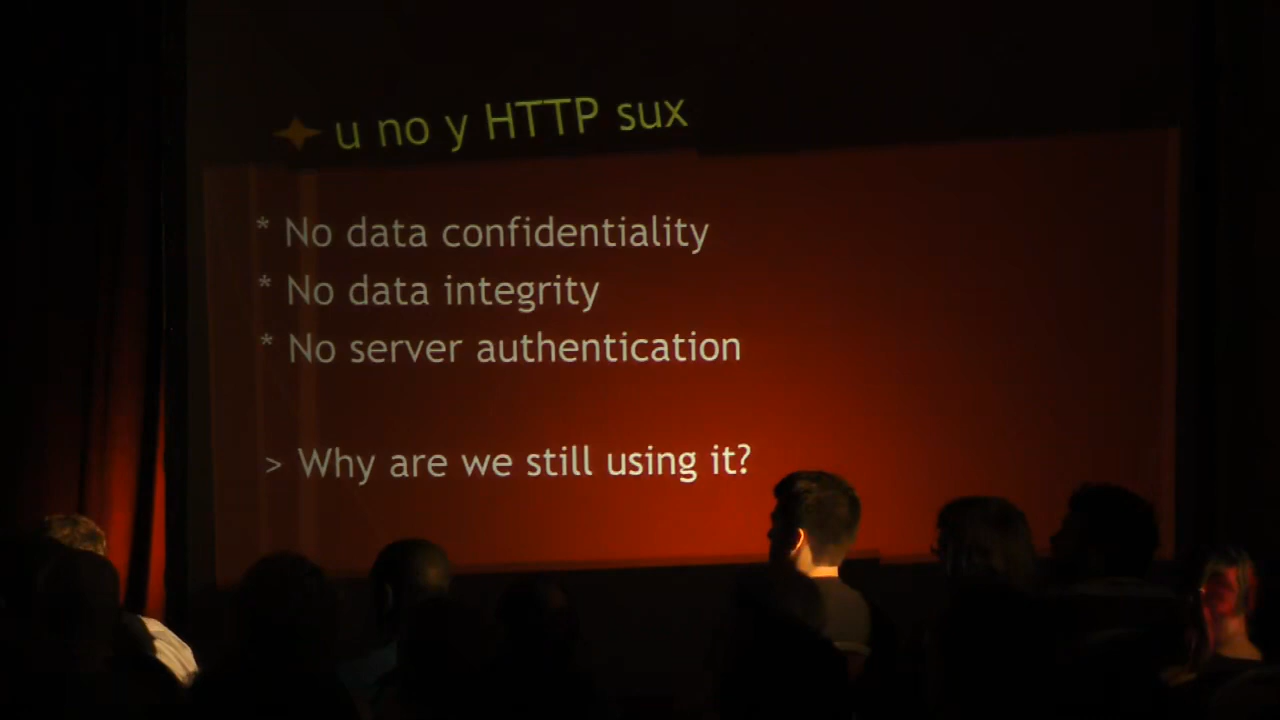 u no y HTTP sux
* No data confidentiality
* No data integrity
* No server authentication
> Why are we still using it?